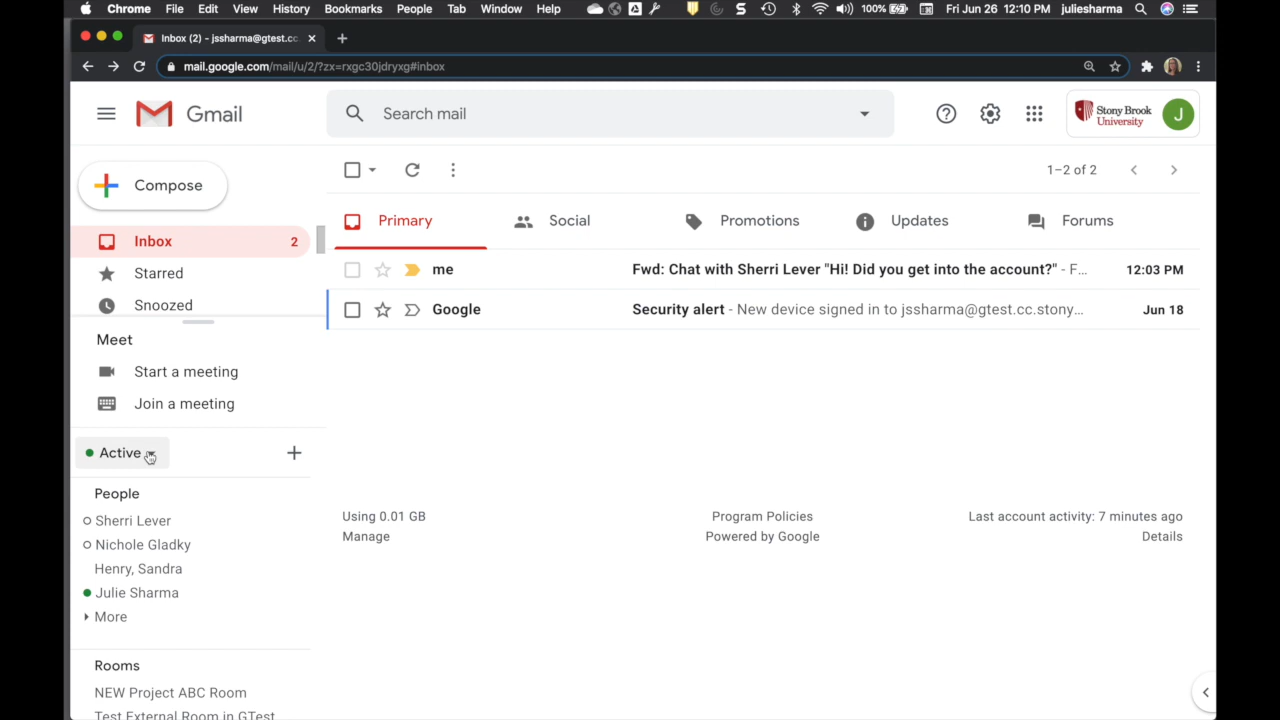 Chrome File Edit View History Bookmarks People Tab Window Help 100% Fri Jun 26 12:10 PM juliesharma
Inbox (2) - jssharma@gtest.cc.
mail.google.com/mail/u/2/?zx=rxgc30jdryxg#inbox
Gmail
Search mail
Stony Brook
University
J
Compose
1–2 of 2
Primary
Social
Promotions
Updates
Forums
Inbox 2
Starred
Snoozed
me Fwd: Chat with Sherri Lever "Hi! Did you get into the account?" - F... 12:03 PM
Google Security alert - New device signed in to jssharma@gtest.cc.stony... Jun 18
Meet
Start a meeting
Join a meeting
Active
People
Sherri Lever
Nichole Gladky
Henry, Sandra
Julie Sharma
More
Rooms
NEW Project ABC Room
Test External Room in GTest
Using 0.01 GB
Manage
Program Policies
Powered by Google
Last account activity: 7 minutes ago
Details